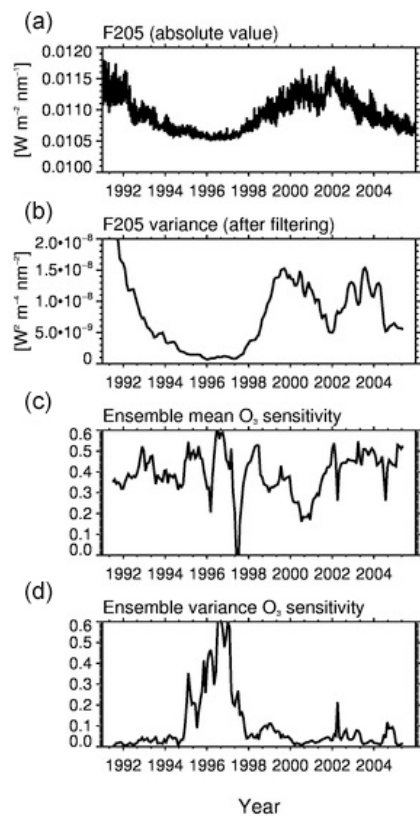 (a)
F205 (absolute value)
[W m⁻² nm⁻¹]
0.0120
0.0115
0.0110
0.0105
0.0100
1992 1994 1996 1998 2000 2002 2004
(b)
F205 variance (after filtering)
[W² m⁻⁴ nm⁻²]
2.0•10⁻⁸
1.5•10⁻⁸
1.0•10⁻⁸
5.0•10⁻⁹
0
1992 1994 1996 1998 2000 2002 2004
(c)
Ensemble mean O₃ sensitivity
0.6
0.5
0.4
0.3
0.2
0.1
0.0
1992 1994 1996 1998 2000 2002 2004
(d)
Ensemble variance O₃ sensitivity
0.6
0.5
0.4
0.3
0.2
0.1
0.0
1992 1994 1996 1998 2000 2002 2004
Year